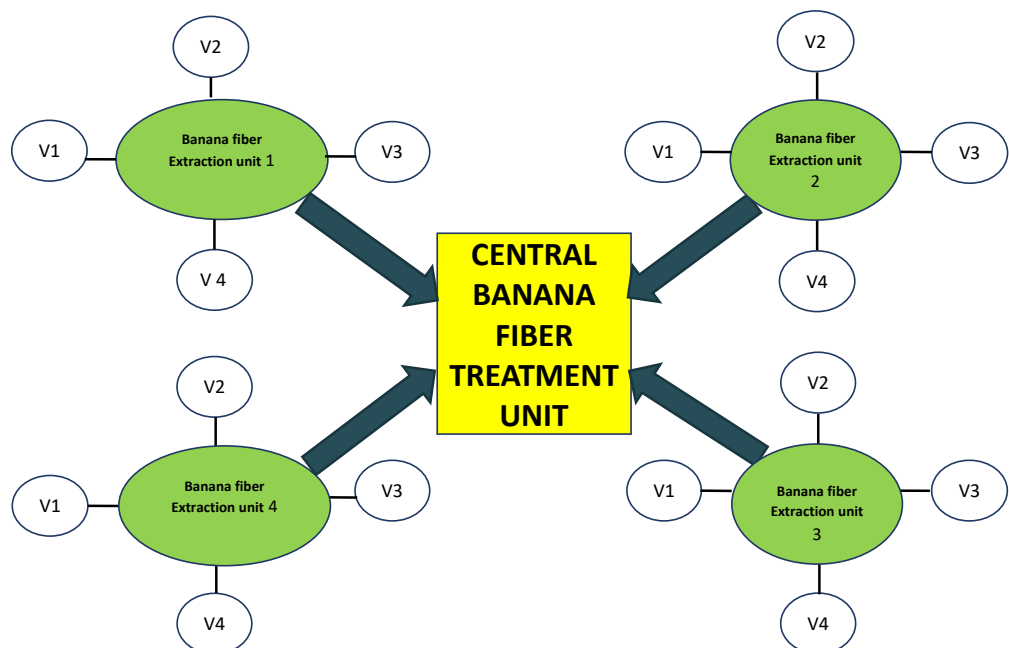 V2
V1
Banana fiber
Extraction unit 1
V3
V 4
V2
V1
Banana fiber
Extraction unit
2
V3
V4
CENTRAL
BANANA
FIBER
TREATMENT
UNIT
V2
V1
Banana fiber
Extraction unit 4
V3
V4
V2
V1
Banana fiber
Extraction unit
3
V3
V4